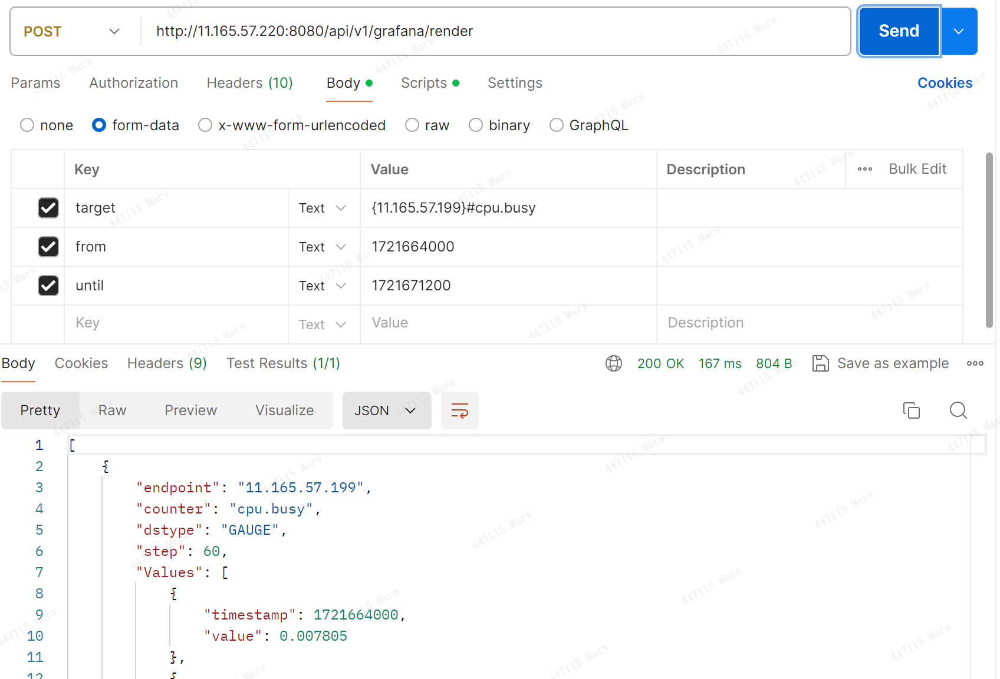 POST http://11.165.57.220:8080/api/v1/grafana/render Send
Params Authorization Headers (10) Body Scripts Settings Cookies
none form-data x-www-form-urlencoded raw binary GraphQL
Key Value Description Bulk Edit
target Text {11.165.57.199}#cpu.busy
from Text 1721664000
until Text 1721671200
Key Text Value Description
Body Cookies Headers (9) Test Results (1/1) 200 OK 167 ms 804 B Save as example
Pretty Raw Preview Visualize JSON
1 [
2 {
3 "endpoint": "11.165.57.199",
4 "counter": "cpu.busy",
5 "dstype": "GAUGE",
6 "step": 60,
7 "Values": [
8 {
9 "timestamp": 1721664000,
10 "value": 0.007805
11 },
12 {
447115 Mars